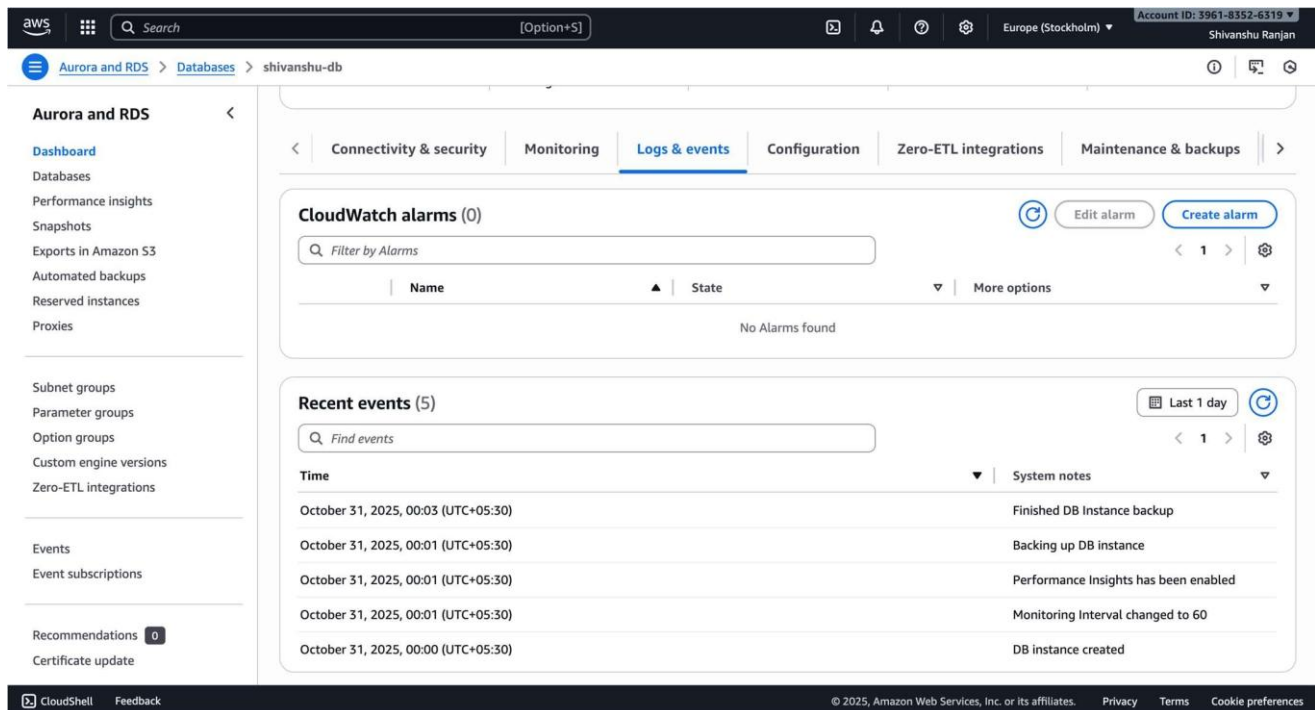 aws
Search [Option+S]
Europe (Stockholm) ▼
Account ID: 3961-8352-6319 ▼
Shivanshu Ranjan
Aurora and RDS > Databases > shivanshu-db
Aurora and RDS
Dashboard
Databases
Performance insights
Snapshots
Exports in Amazon S3
Automated backups
Reserved instances
Proxies
Subnet groups
Parameter groups
Option groups
Custom engine versions
Zero-ETL integrations
Events
Event subscriptions
Recommendations 0
Certificate update
Connectivity & security Monitoring Logs & events Configuration Zero-ETL integrations Maintenance & backups
CloudWatch alarms (0)
Edit alarm Create alarm
Filter by Alarms
< 1 >
Name State More options
No Alarms found
Recent events (5)
Last 1 day
Find events
< 1 >
Time System notes
October 31, 2025, 00:03 (UTC+05:30) Finished DB Instance backup
October 31, 2025, 00:01 (UTC+05:30) Backing up DB instance
October 31, 2025, 00:01 (UTC+05:30) Performance Insights has been enabled
October 31, 2025, 00:01 (UTC+05:30) Monitoring Interval changed to 60
October 31, 2025, 00:00 (UTC+05:30) DB instance created
CloudShell Feedback
© 2025, Amazon Web Services, Inc. or its affiliates. Privacy Terms Cookie preferences